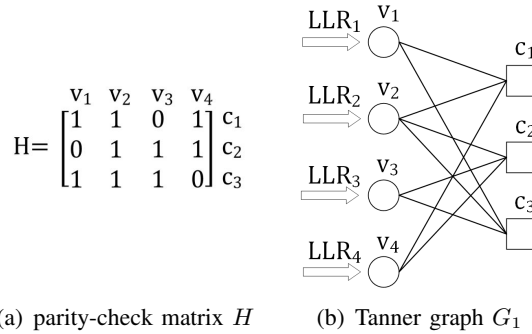 v1 v2 v3 v4
H= [1 1 0 1] c1
[0 1 1 1] c2
[1 1 1 0] c3
LLR1 v1
LLR2 v2
LLR3 v3
LLR4 v4
c1
c2
c3
(a) parity-check matrix H
(b) Tanner graph G1